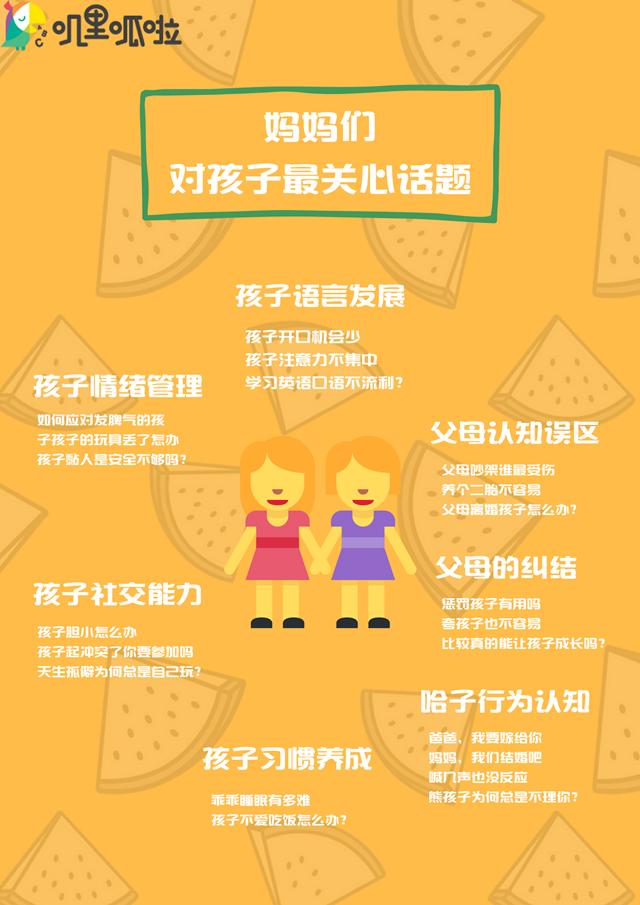 ABC 叽里呱啦
妈妈们
对孩子最关心话题
孩子语言发展
孩子开口机会少
孩子注意力不集中
学习英语口语不流利?
孩子情绪管理
如何应对发脾气的孩
子孩子的玩具丢了怎办
孩子黏人是安全不够吗?
父母认知误区
父母吵架谁最受伤
养个二胎不容易
父母离婚孩子怎么办?
父母的纠结
惩罚孩子有用吗
夸孩子也不容易
比较真的能让孩子成长吗?
孩子社交能力
孩子胆小怎么办
孩子起冲突了你要参加吗
天生孤僻为何总是自己玩?
哈子行为认知
爸爸、我要嫁给你
妈妈、我们结婚吧
喊几声也没反应
熊孩子为何总是不理你?
孩子习惯养成
乖乖睡眠有多难
孩子不爱吃饭怎么办?